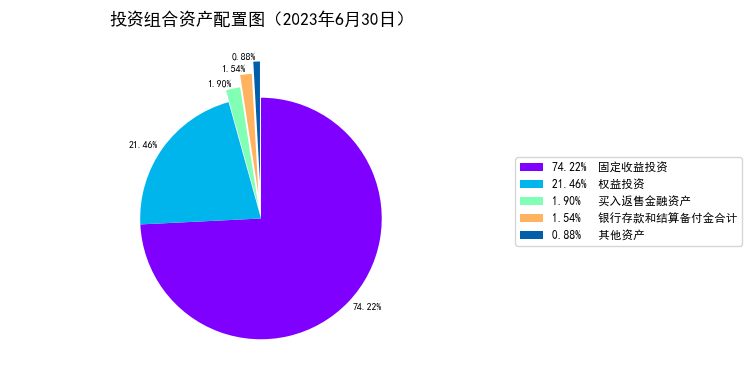 投资组合资产配置图（2023年6月30日）
0.88%
1.54%
1.90%
21.46%
74.22%
74.22% 固定收益投资
21.46% 权益投资
1.90% 买入返售金融资产
1.54% 银行存款和结算备付金合计
0.88% 其他资产